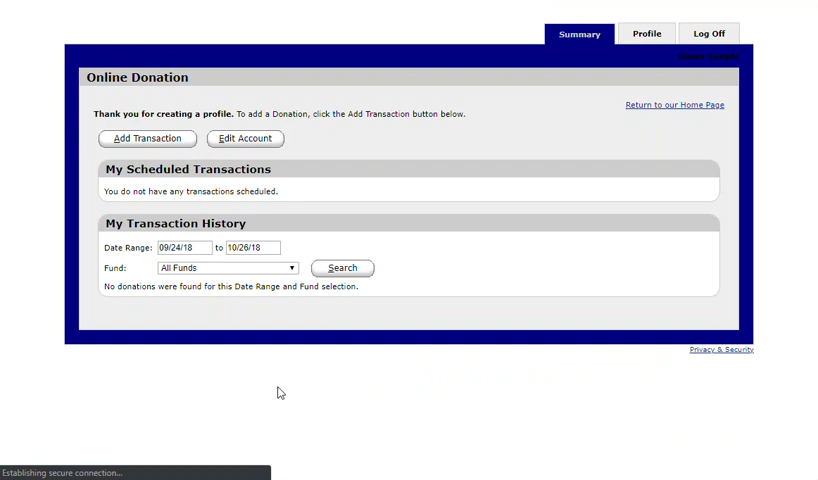 Summary Profile Log Off
Online Donation
Return to our Home Page
Thank you for creating a profile. To add a Donation, click the Add Transaction button below.
Add Transaction Edit Account
My Scheduled Transactions
You do not have any transactions scheduled.
My Transaction History
Date Range: 09/24/18 to 10/26/18
Fund: All Funds Search
No donations were found for this Date Range and Fund selection.
Privacy & Security
Establishing secure connection...